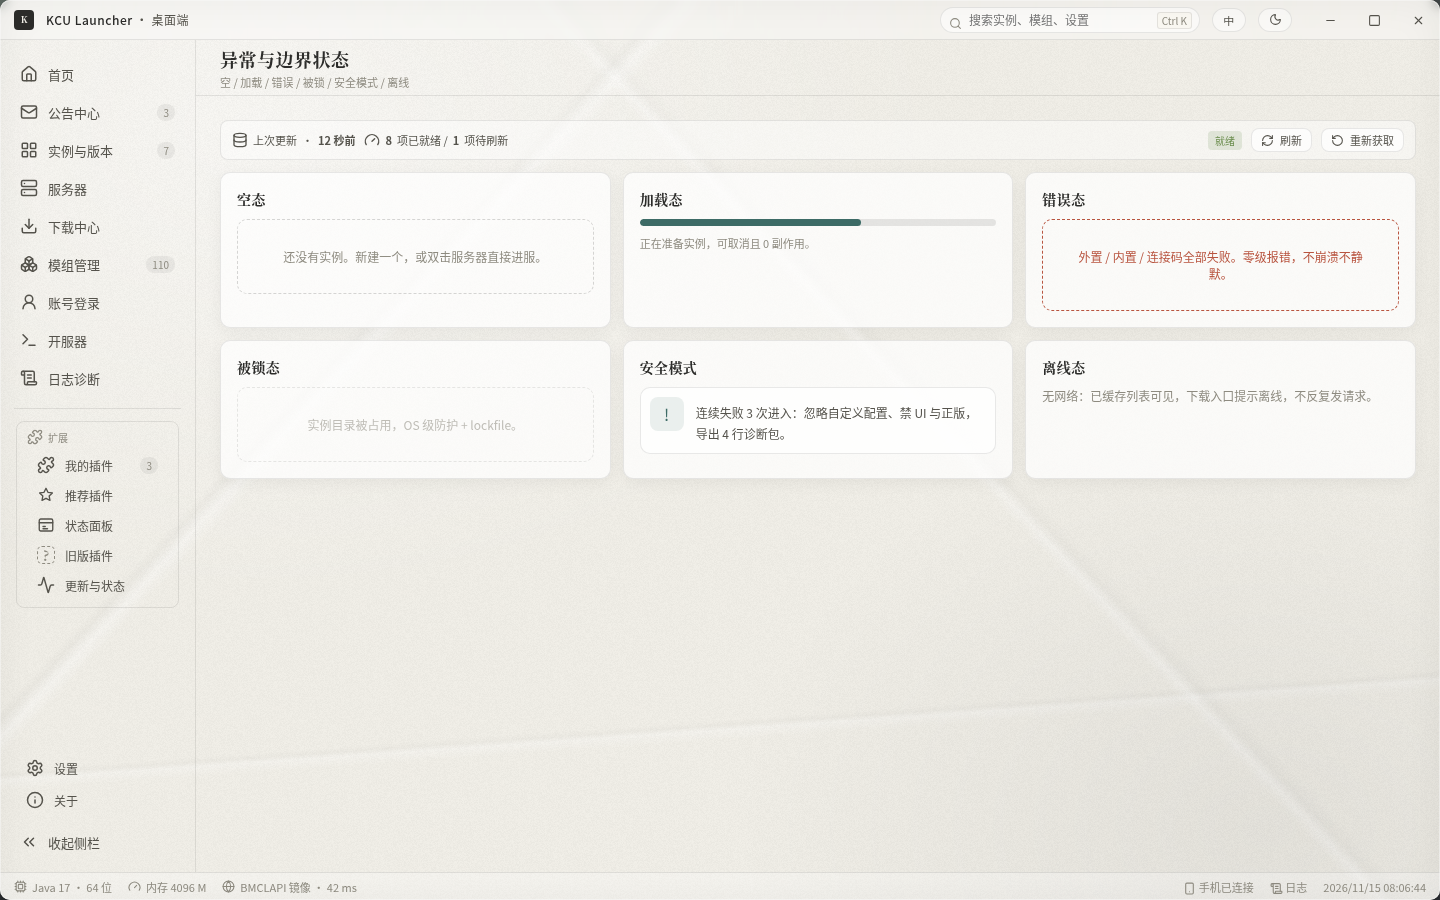 K KCU Launcher · 桌面端
搜索实例、模组、设置 Ctrl K 中
首页
公告中心 3
实例与版本 7
服务器
下载中心
模组管理 110
账号登录
开服器
日志诊断
扩展
我的插件 3
推荐插件
状态面板
? 旧版插件
更新与状态
设置
关于
收起侧栏
异常与边界状态
空 / 加载 / 错误 / 被锁 / 安全模式 / 离线
上次更新 · 12 秒前 8 项已就绪 / 1 项待刷新 就绪 刷新 重新获取
空态
还没有实例。新建一个，或双击服务器直接进服。
加载态
正在准备实例，可取消且 0 副作用。
错误态
外置 / 内置 / 连接码全部失败。零级报错，不崩溃不静
默。
被锁态
实例目录被占用，OS 级防护 + lockfile。
安全模式
!
连续失败 3 次进入：忽略自定义配置、禁 UI 与正版，
导出 4 行诊断包。
离线态
无网络：已缓存列表可见，下载入口提示离线，不反复发请求。
Java 17 · 64 位 内存 4096 M BMCLAPI 镜像 · 42 ms 手机已连接 日志 2026/11/15 08:06:44